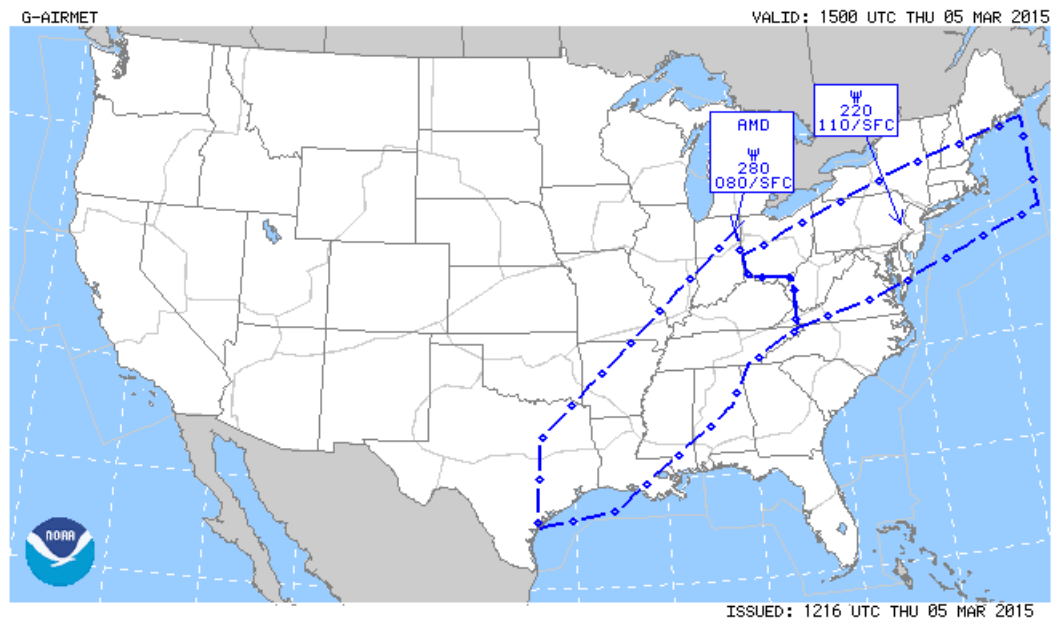 G-AIRMET
VALID: 1500 UTC THU 05 MAR 2015
220
110/SFC
AMD
280
080/SFC
NOAA
ISSUED: 1216 UTC THU 05 MAR 2015